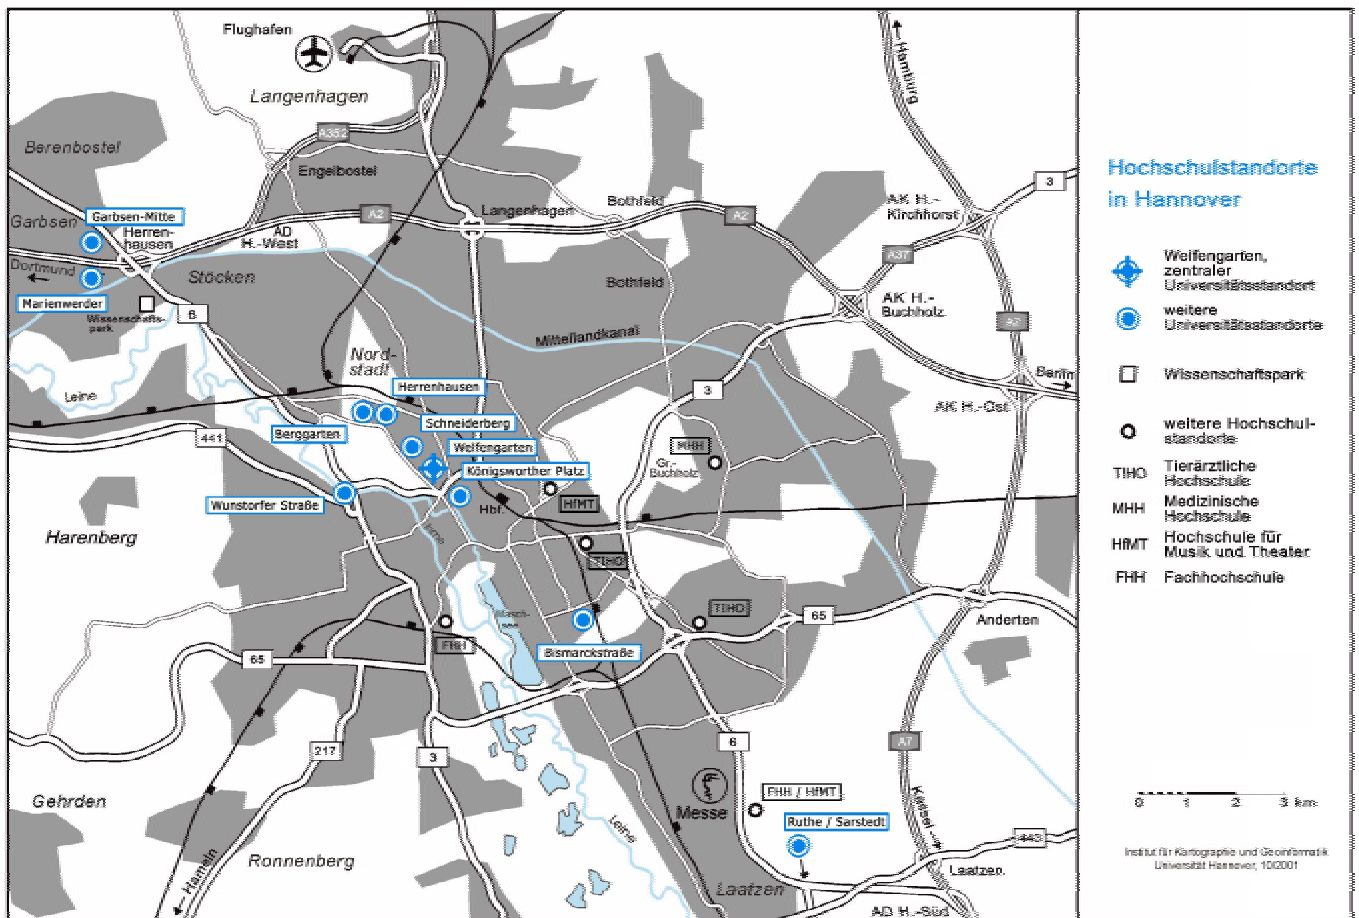 Flughafen
Langenhagen
Hamburg
A352
Berenbostel
Engelbostel
3
Hochschulstandorte
in Hannover
Garbsen
Garbsen-Mitte
Herren-
hausen
A2
Langenhagen
Bothfeld
A2
AK H.-
Kirchhorst
AD
H.-West
A37
Dortmund
Stöcken
Bothfeld
Welfengarten,
zentraler
Universitätsstandort
Marienwerder
Wissenschafts-
park
6
AK H.-
Buchholz
A2
weitere
Universitätsstandorte
Mittellandkanal
Nord-
stadt
Leine
Herrenhausen
3
Berlin
Wissenschaftspark
AK H.-Ost
Schneiderberg
Berggarten
441
Welfengarten
MHH
Gr.
Buchholz
weitere Hochschul-
standorte
Königsworther Platz
TIHO
Tierärztliche
Hochschule
Wunstorfer Straße
Hbf.
HfMT
MHH
Medizinische
Hochschule
Harenberg
Leine
HfMT
Hochschule für
Musik und Theater
TIHO
FHH
Fachhochschule
Masch-
see
TIHO
65
Anderten
FHH
Bismarckstraße
65
217
3
6
A7
Messe
FHH / HfMT
Kassel
0 1 2 3 km
Gehrden
Leine
Ruthe / Sarstedt
443
Ronnenberg
Hameln
Laatzen
Laatzen
AD H.-Süd
Institut für Kartographie und Geoinformatik
Universität Hannover, 10/2001